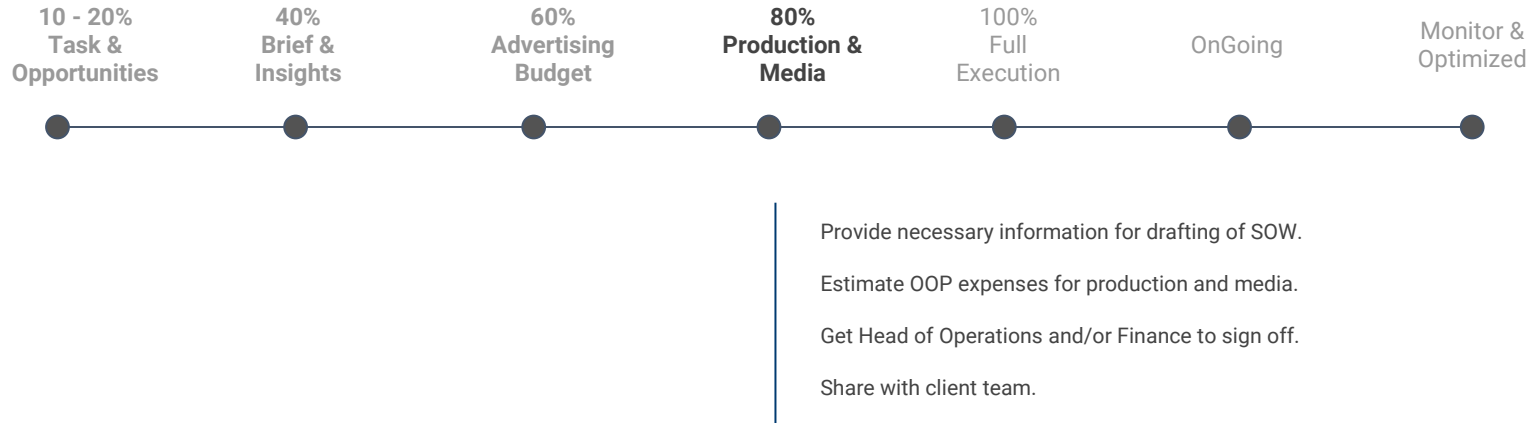 10 - 20%
Task &
Opportunities
40%
Brief &
Insights
60%
Advertising
Budget
80%
Production &
Media
100%
Full
Execution
OnGoing
Monitor &
Optimized
Provide necessary information for drafting of SOW.
Estimate OOP expenses for production and media.
Get Head of Operations and/or Finance to sign off.
Share with client team.